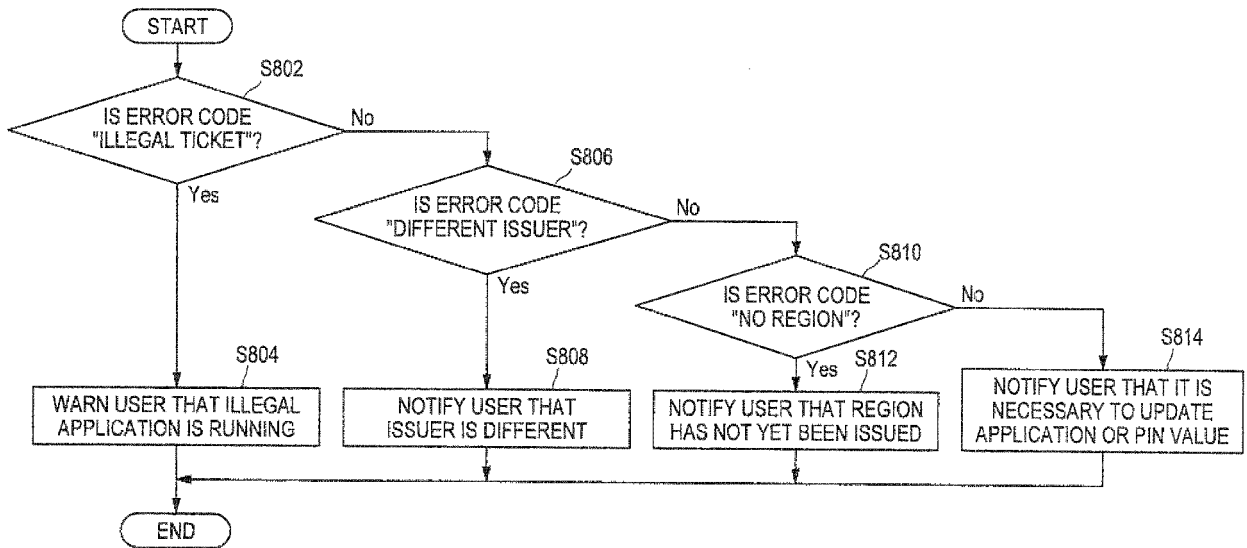 START
S802
IS ERROR CODE
"ILLEGAL TICKET"?
No
Yes
S806
IS ERROR CODE
"DIFFERENT ISSUER"?
No
Yes
S810
IS ERROR CODE
"NO REGION"?
No
Yes
S804
WARN USER THAT ILLEGAL
APPLICATION IS RUNNING
S808
NOTIFY USER THAT
ISSUER IS DIFFERENT
S812
NOTIFY USER THAT REGION
HAS NOT YET BEEN ISSUED
S814
NOTIFY USER THAT IT IS
NECESSARY TO UPDATE
APPLICATION OR PIN VALUE
END